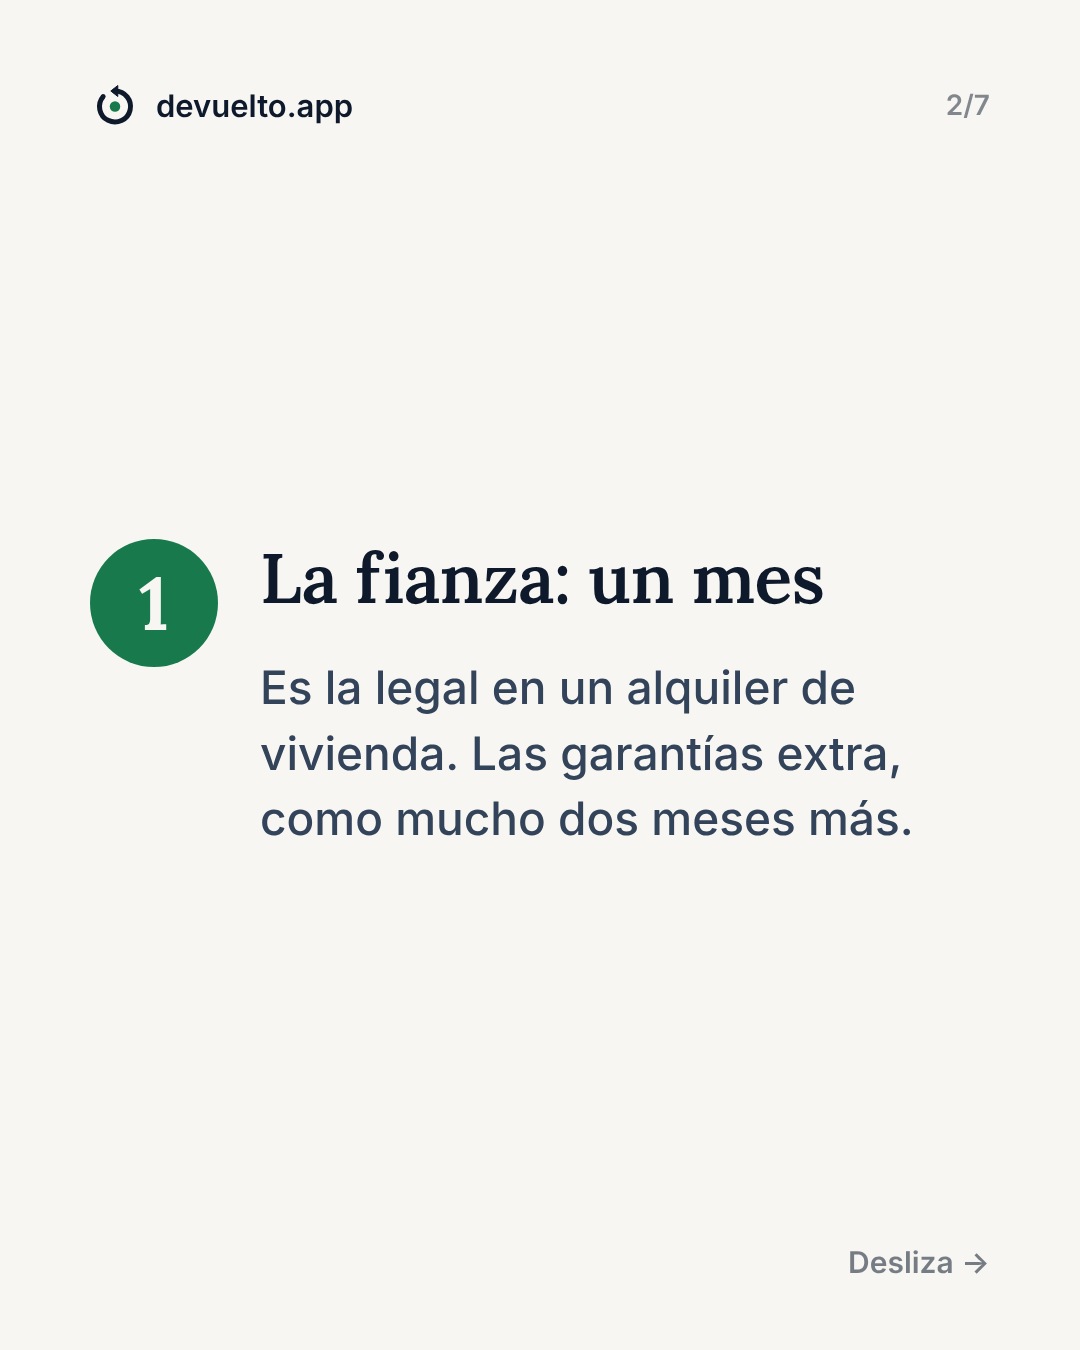 devuelto.app
2/7
1
La fianza: un mes
Es la legal en un alquiler de
vivienda. Las garantías extra,
como mucho dos meses más.
Desliza →